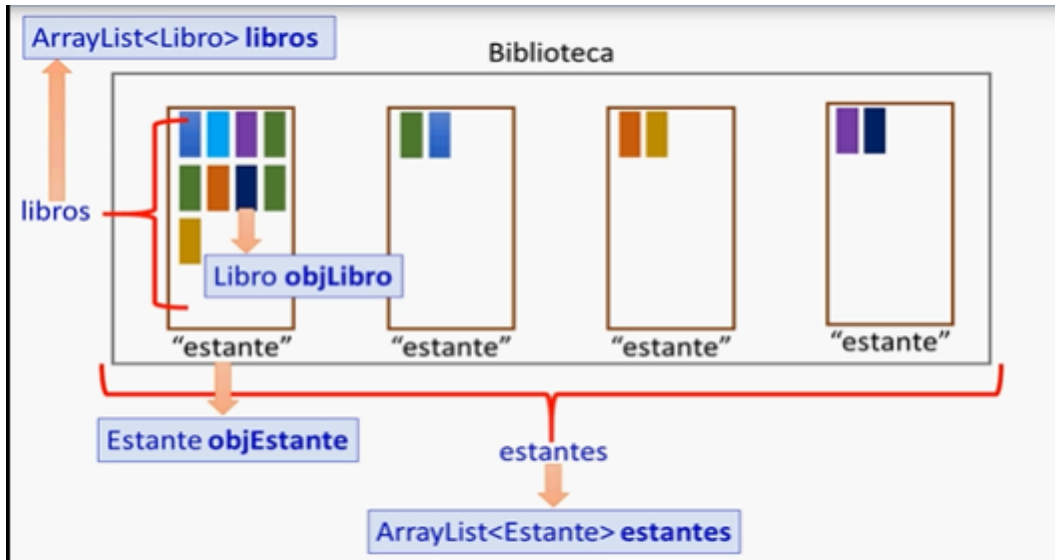 ArrayList<Libro> libros
Biblioteca
libros
Libro objLibro
“estante”
“estante”
“estante”
“estante”
Estante objEstante
estantes
ArrayList<Estante> estantes